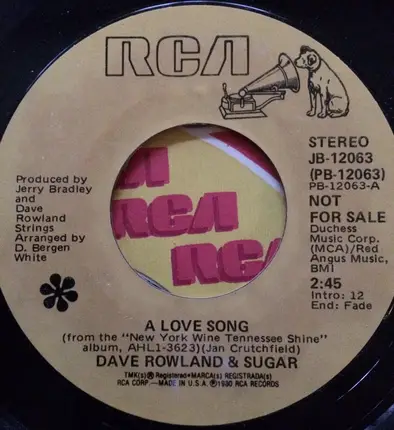 RCA
STEREO
JB-12063
(PB-12063)
PB-12063-A
NOT
FOR SALE
Duchess
Music Corp.
(MCA)/Red
Angus Music,
BMI
2:45
Intro: 12
End: Fade
Produced by
Jerry Bradley
and
Dave
Rowland
Strings
Arranged by
D. Bergen
White
RCA
RCA
A LOVE SONG
(from the "New York Wine Tennessee Shine"
album, AHL1-3623)(Jan Crutchfield)
DAVE ROWLAND & SUGAR
TMK(s) ® Registered • MARCA(s) REGISTRADA(s)
RCA CORP.—MADE IN U.S.A. ℗ 1980 RCA RECORDS